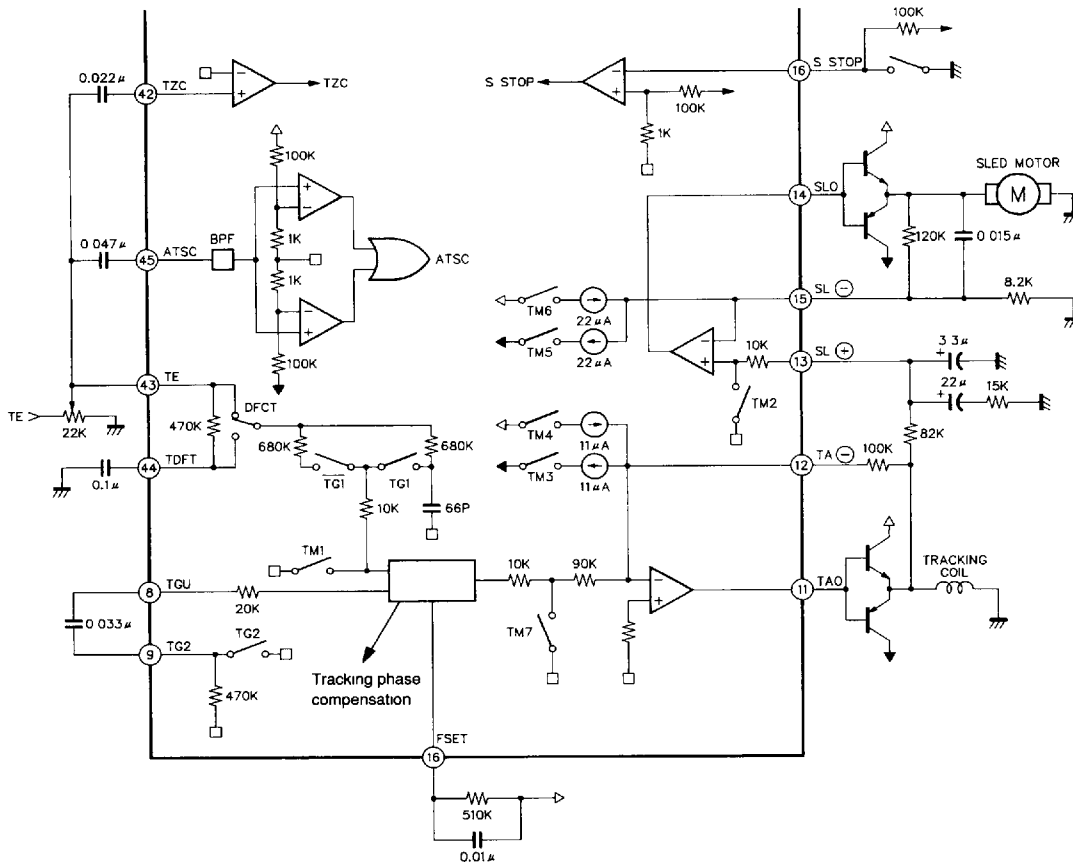 100K
0.022μ
42
TZC
−
+
TZC
S STOP
−
+
100K
1K
16
S STOP
100K
+
−
1K
1K
100K
+
ATSC
0 047μ
45
ATSC
BPF
14
SLO
SLED MOTOR
M
120K
0 015μ
15
SL −
8.2K
TM6
22μA
TM5
22μA
−
+
10K
13
SL +
+
3 3μ
+
22μ
15K
TM2
82K
43
TE
TE
22K
470K
DFCT
44
TDFT
0.1μ
680K
680K
TG1
TG1
10K
66P
TM4
11μA
TM3
11μA
12
TA −
100K
TM1
10K
90K
−
+
11
TAO
TRACKING
COIL
8
TGU
20K
0 033μ
9
TG2
TG2
470K
TM7
Tracking phase
compensation
FSET
16
510K
0.01μ
100K